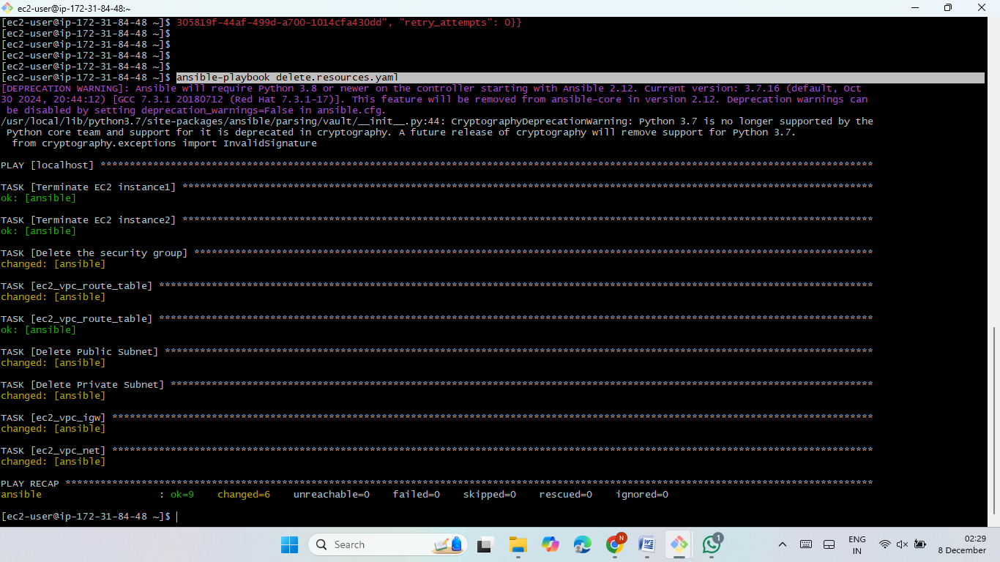 ec2-user@ip-172-31-84-48:~
[ec2-user@ip-172-31-84-48 ~]$ 305819f-44af-499d-a700-1014cfa430dd", "retry_attempts": 0}}
[ec2-user@ip-172-31-84-48 ~]$
[ec2-user@ip-172-31-84-48 ~]$
[ec2-user@ip-172-31-84-48 ~]$
[ec2-user@ip-172-31-84-48 ~]$
[ec2-user@ip-172-31-84-48 ~]$ ansible-playbook delete.resources.yaml
[DEPRECATION WARNING]: Ansible will require Python 3.8 or newer on the controller starting with Ansible 2.12. Current version: 3.7.16 (default, Oct
30 2024, 20:44:12) [GCC 7.3.1 20180712 (Red Hat 7.3.1-17)]. This feature will be removed from ansible-core in version 2.12. Deprecation warnings can
be disabled by setting deprecation_warnings=False in ansible.cfg.
/usr/local/lib/python3.7/site-packages/ansible/parsing/vault/__init__.py:44: CryptographyDeprecationWarning: Python 3.7 is no longer supported by the
Python core team and support for it is deprecated in cryptography. A future release of cryptography will remove support for Python 3.7.
from cryptography.exceptions import InvalidSignature
PLAY [localhost] ************************************************************************************************************************************
TASK [Terminate EC2 instance1] **********************************************************************************************************************
ok: [ansible]
TASK [Terminate EC2 instance2] **********************************************************************************************************************
ok: [ansible]
TASK [Delete the security group] ********************************************************************************************************************
changed: [ansible]
TASK [ec2_vpc_route_table] **************************************************************************************************************************
changed: [ansible]
TASK [ec2_vpc_route_table] **************************************************************************************************************************
ok: [ansible]
TASK [Delete Public Subnet] *************************************************************************************************************************
changed: [ansible]
TASK [Delete Private Subnet] ************************************************************************************************************************
changed: [ansible]
TASK [ec2_vpc_igw] **********************************************************************************************************************************
changed: [ansible]
TASK [ec2_vpc_net] **********************************************************************************************************************************
changed: [ansible]
PLAY RECAP ******************************************************************************************************************************************
ansible : ok=9 changed=6 unreachable=0 failed=0 skipped=0 rescued=0 ignored=0
[ec2-user@ip-172-31-84-48 ~]$
Search
N
1
ENG
IN
02:29
8 December